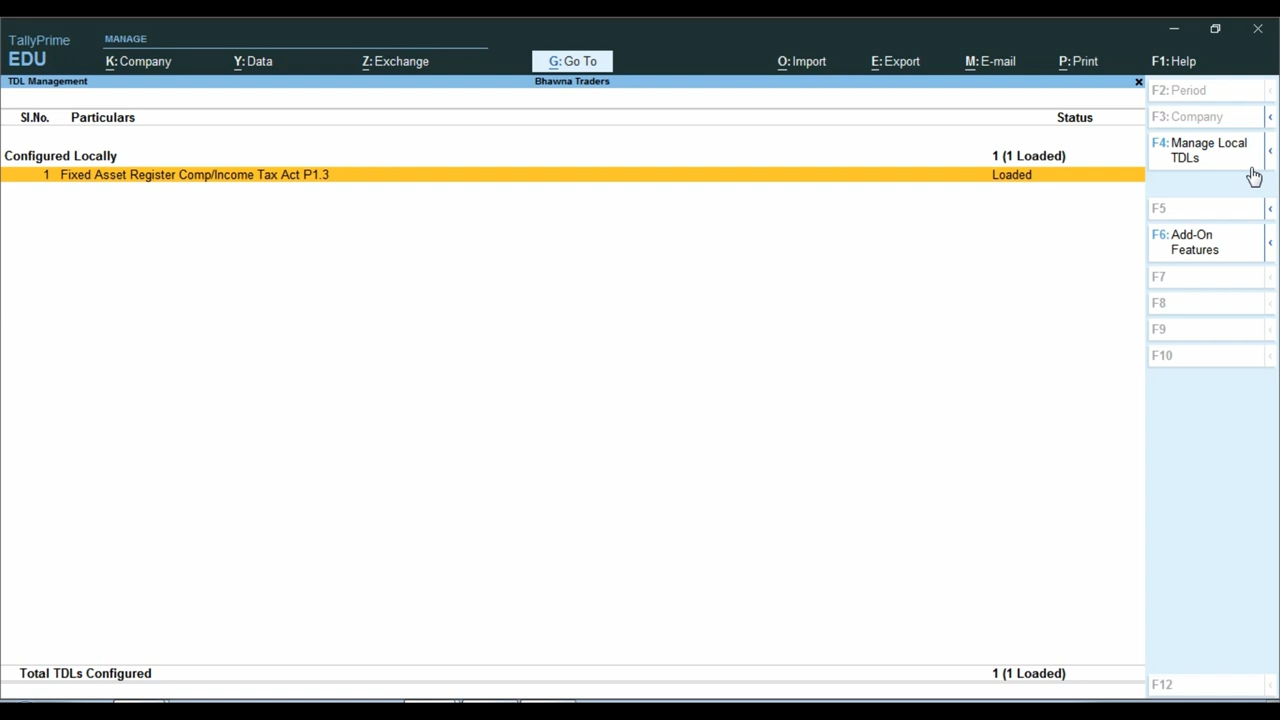 TallyPrime
EDU
MANAGE
K: Company Y: Data Z: Exchange G: Go To O: Import E: Export M: E-mail P: Print F1: Help
TDL Management Bhawna Traders x
Sl.No. Particulars Status
Configured Locally 1 (1 Loaded)
1 Fixed Asset Register Comp/Income Tax Act P1.3 Loaded
Total TDLs Configured 1 (1 Loaded)
F2: Period
F3: Company
F4: Manage Local
TDLs
F5
F6: Add-On
Features
F7
F8
F9
F10
F12